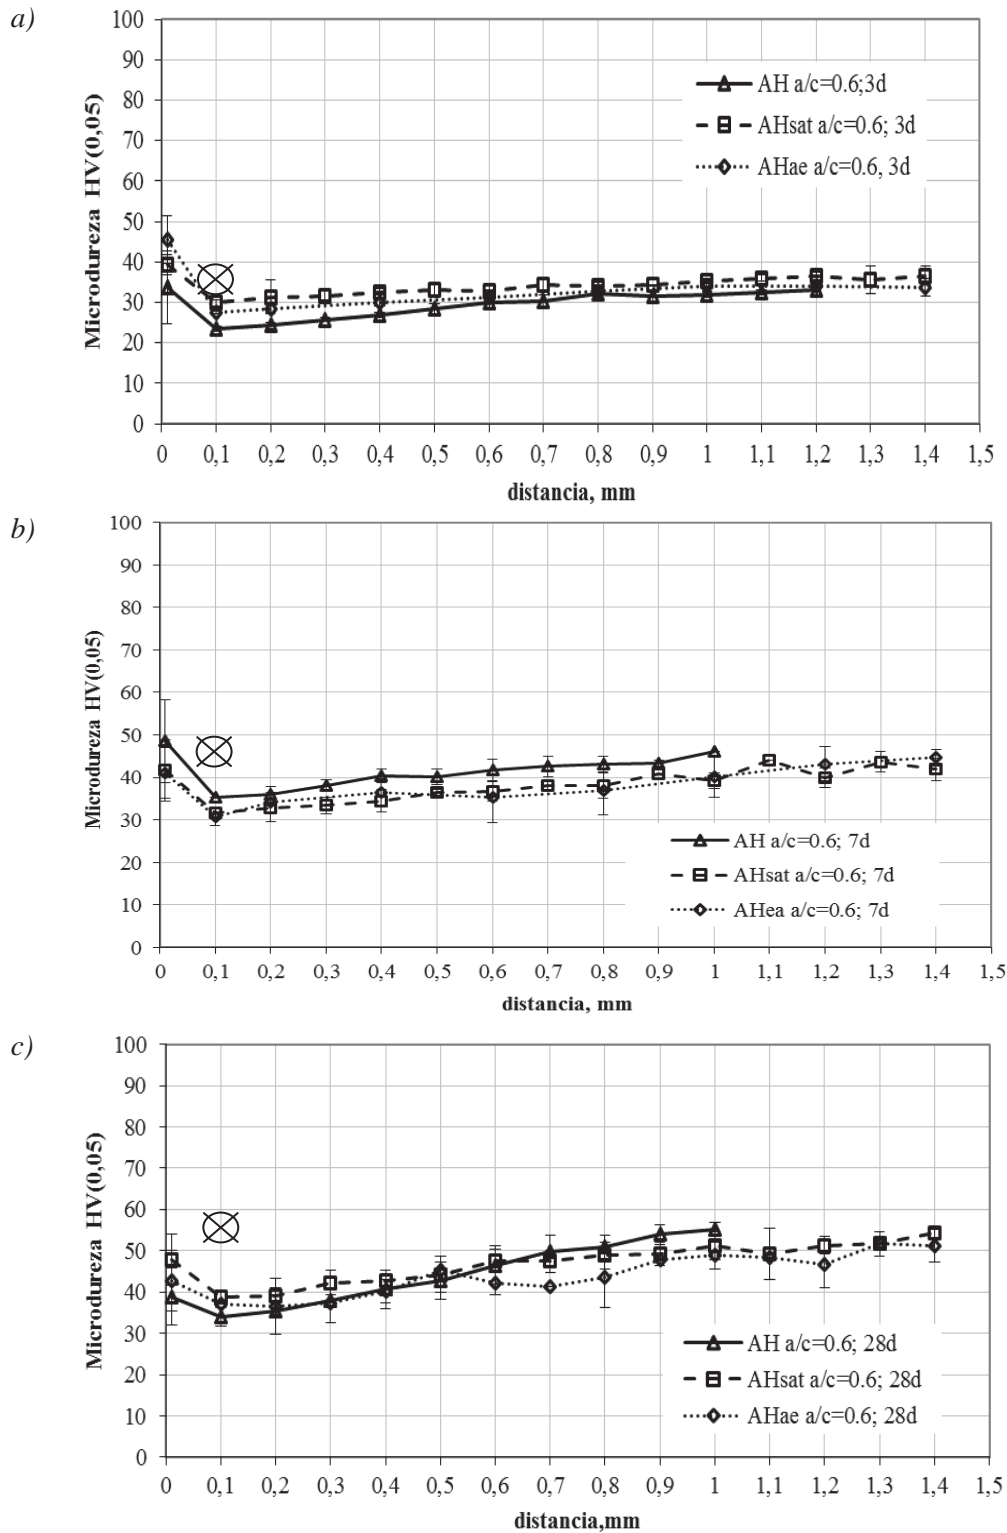 a)
100
90
80
70
60
50
40
30
20
10
0
Microdureza HV(0,05)
AH a/c=0.6;3d
AHsat a/c=0.6; 3d
AHae a/c=0.6, 3d
0 0,1 0,2 0,3 0,4 0,5 0,6 0,7 0,8 0,9 1 1,1 1,2 1,3 1,4 1,5
distancia, mm
b)
100
90
80
70
60
50
40
30
20
10
0
Microdureza HV(0,05)
AH a/c=0.6; 7d
AHsat a/c=0.6; 7d
AHea a/c=0.6; 7d
0 0,1 0,2 0,3 0,4 0,5 0,6 0,7 0,8 0,9 1 1,1 1,2 1,3 1,4 1,5
distancia, mm
c)
100
90
80
70
60
50
40
30
20
10
0
Microdureza HV(0,05)
AH a/c=0.6; 28d
AHsat a/c=0.6; 28d
AHae a/c=0.6; 28d
0 0,1 0,2 0,3 0,4 0,5 0,6 0,7 0,8 0,9 1 1,1 1,2 1,3 1,4 1,5
distancia,mm